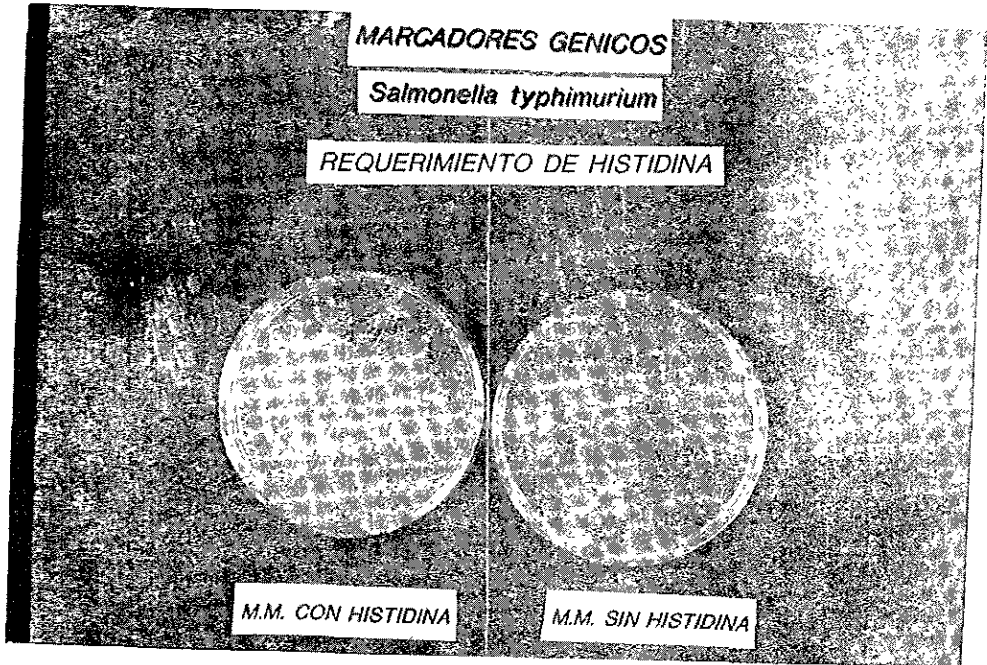 MARCADORES GENICOS
Salmonella typhimurium
REQUERIMIENTO DE HISTIDINA
M.M. CON HISTIDINA
M.M. SIN HISTIDINA